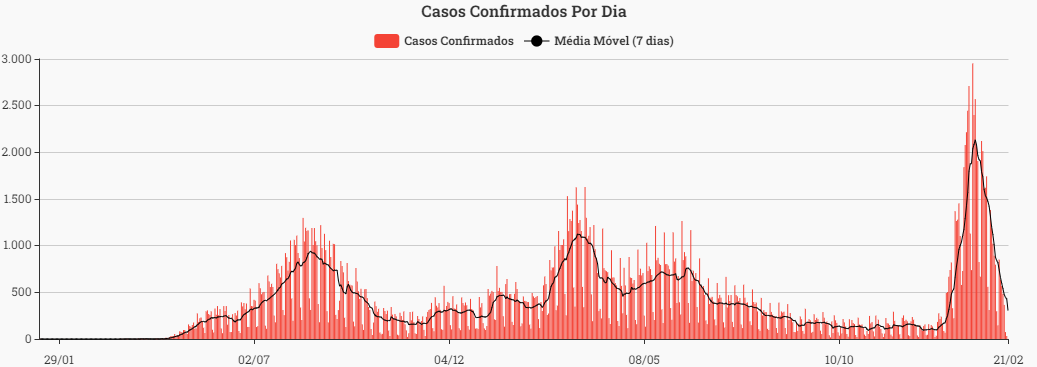 Casos Confirmados Por Dia
Casos Confirmados Média Móvel (7 dias)
3.000
2.500
2.000
1.500
1.000
500
0
29/01 02/07 04/12 08/05 10/10 21/02